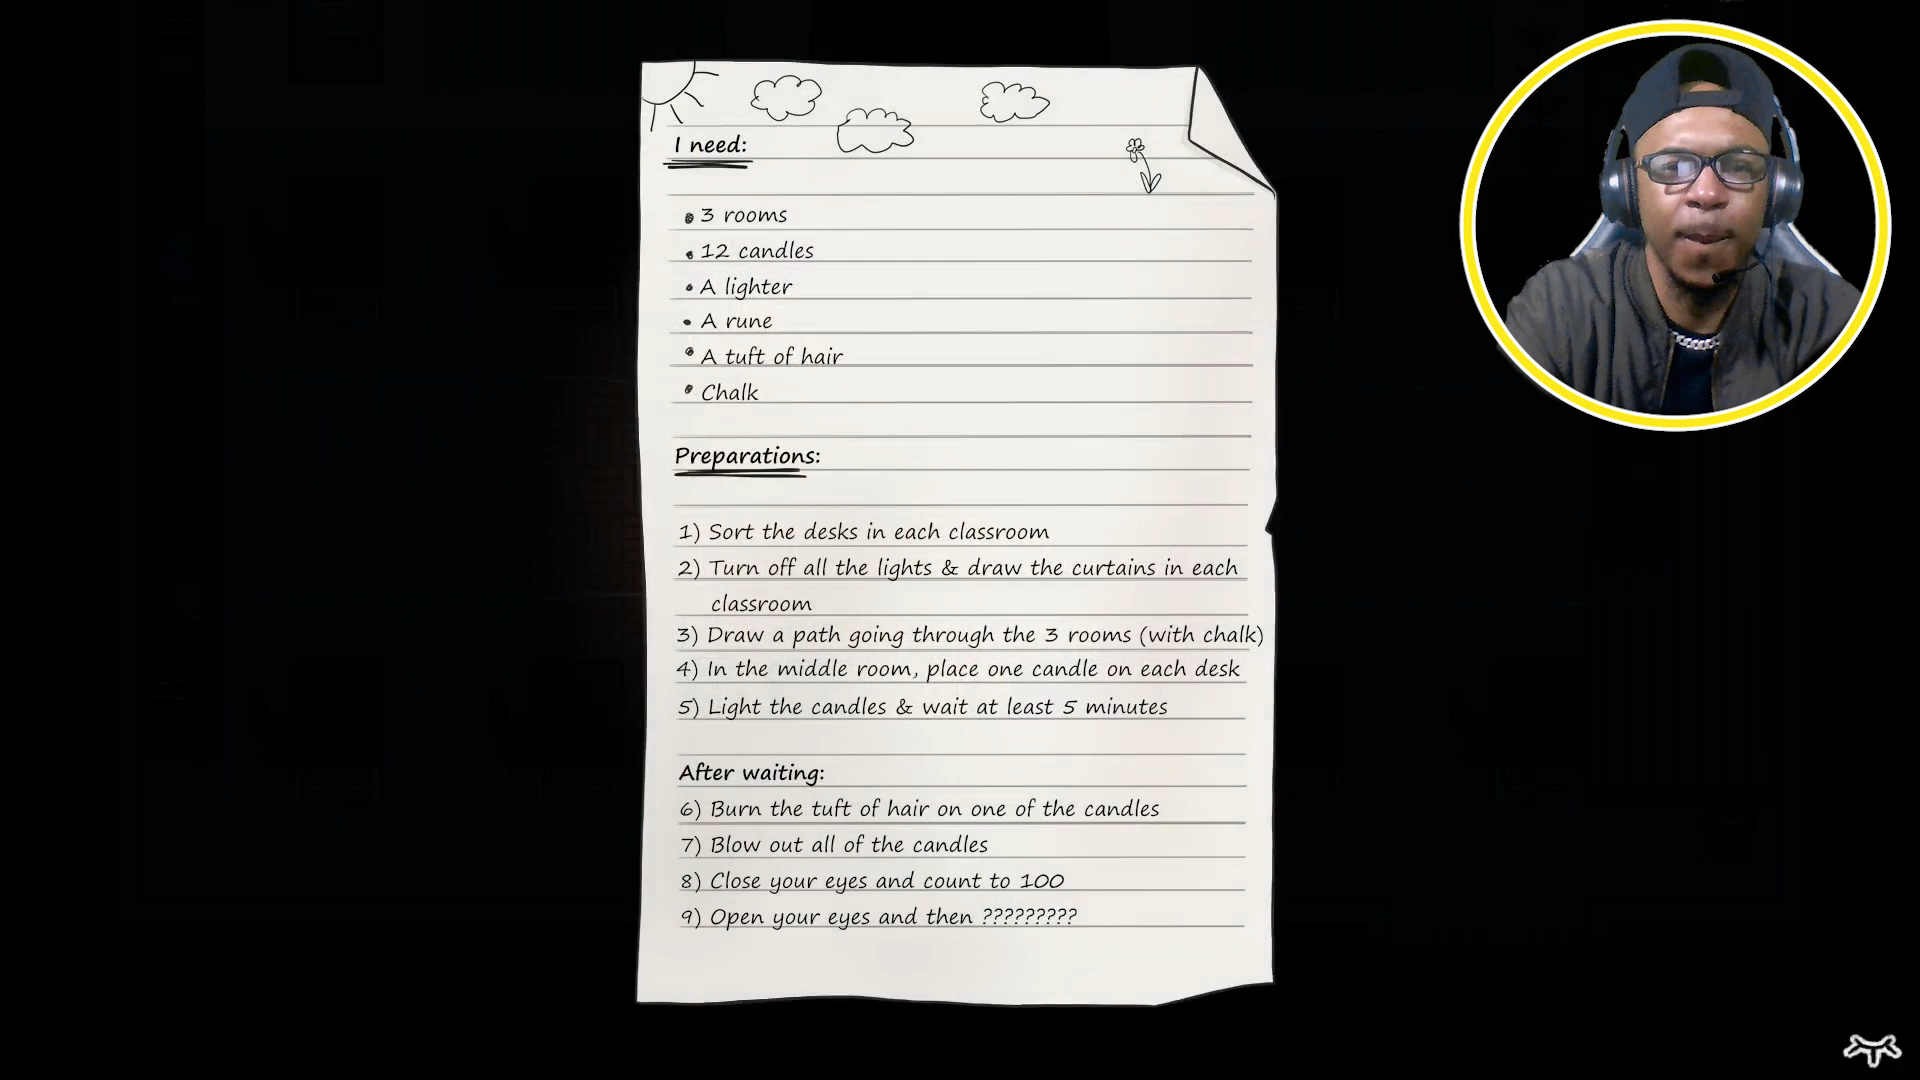 I need:
3 rooms
12 candles
A lighter
A rune
A tuft of hair
Chalk
Preparations:
1) Sort the desks in each classroom
2) Turn off all the lights & draw the curtains in each
classroom
3) Draw a path going through the 3 rooms (with chalk)
4) In the middle room, place one candle on each desk
5) Light the candles & wait at least 5 minutes
After waiting:
6) Burn the tuft of hair on one of the candles
7) Blow out all of the candles
8) Close your eyes and count to 100
9) Open your eyes and then ?????????